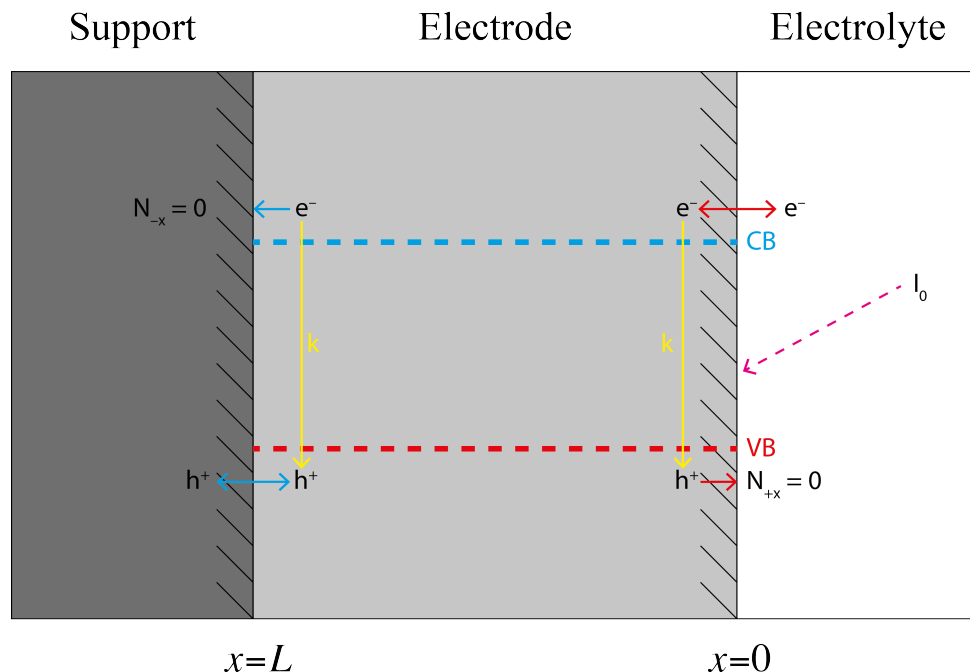 Support Electrode Electrolyte
N₋ₓ = 0 e⁻ e⁻ e⁻
CB
I₀
k k
VB
h⁺ h⁺ h⁺ N₊ₓ = 0
x=L x=0